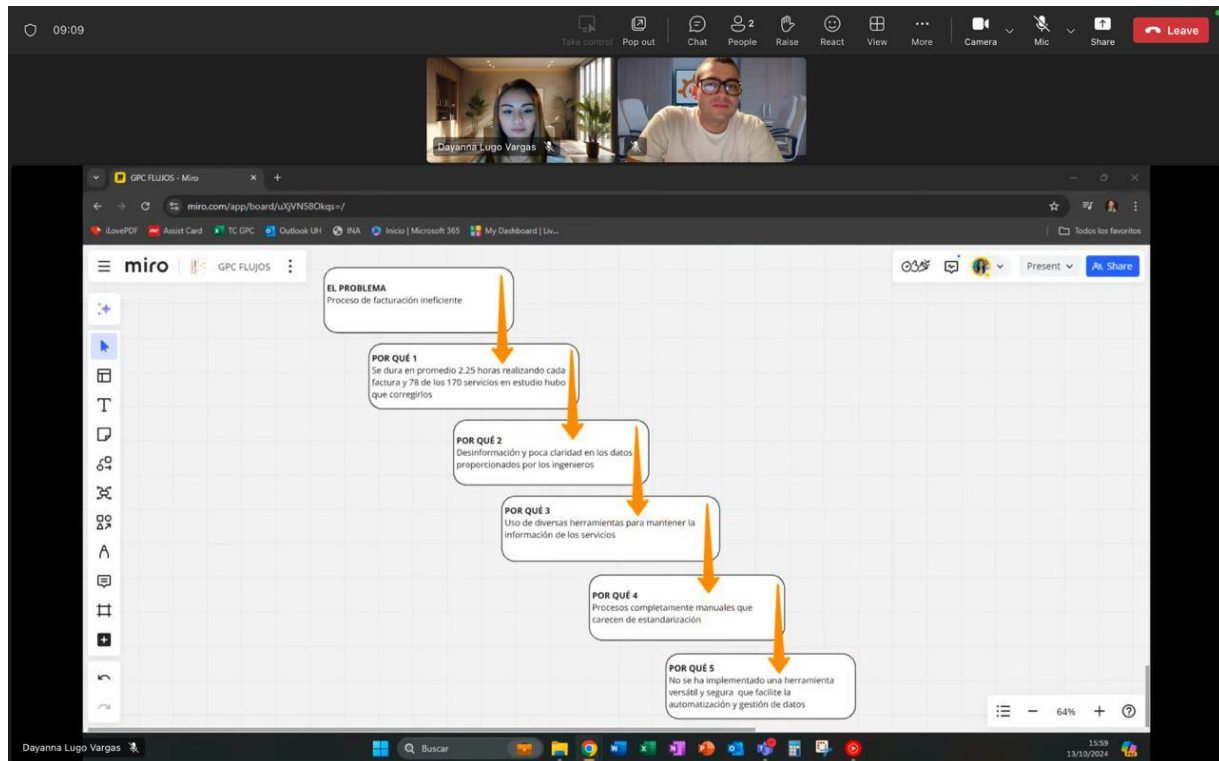 09:09
Take control Pop out Chat People 2 Raise React View More Camera Mic Share Leave
Dayanna Lugo Vargas
GPC FLUJOS - Miro
miro.com/app/board/uXjVN58Okqs=/
iLovePDF Assist Card TC GPC Outlook UH INA Inicio | Microsoft 365 My Dashboard | Liv... Todos los favoritos
miro GPC FLUJOS Present Share
EL PROBLEMA
Proceso de facturación ineficiente
POR QUÉ 1
Se dura en promedio 2.25 horas realizando cada
factura y 78 de los 170 servicios en estudio hubo
que corregirlos
POR QUÉ 2
Desinformación y poca claridad en los datos
proporcionados por los ingenieros
POR QUÉ 3
Uso de diversas herramientas para mantener la
información de los servicios
POR QUÉ 4
Procesos completamente manuales que
carecen de estandarización
POR QUÉ 5
No se ha implementado una herramienta
versátil y segura que facilite la
automatización y gestión de datos
64%
Dayanna Lugo Vargas
Buscar
15:59
13/10/2024